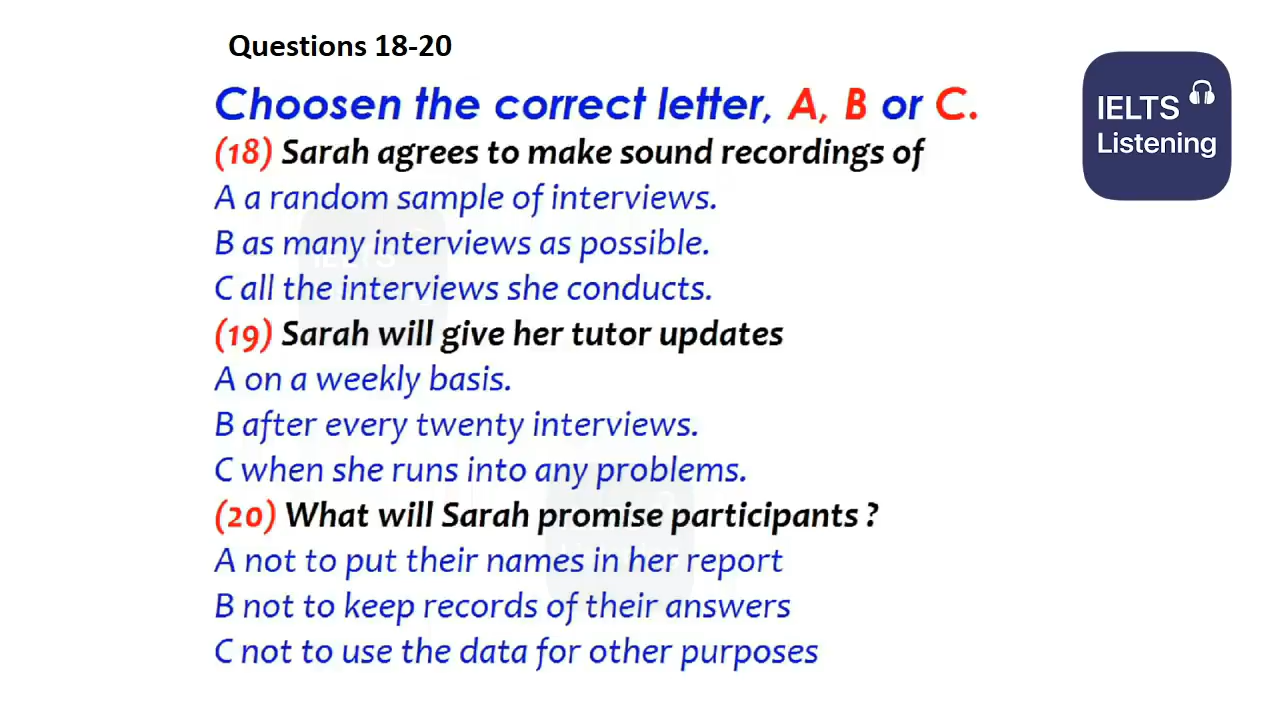 Questions 18-20
Choosen the correct letter, A, B or C.
(18) Sarah agrees to make sound recordings of
A a random sample of interviews.
B as many interviews as possible.
C all the interviews she conducts.
(19) Sarah will give her tutor updates
A on a weekly basis.
B after every twenty interviews.
C when she runs into any problems.
(20) What will Sarah promise participants ?
A not to put their names in her report
B not to keep records of their answers
C not to use the data for other purposes
IELTS
Listening